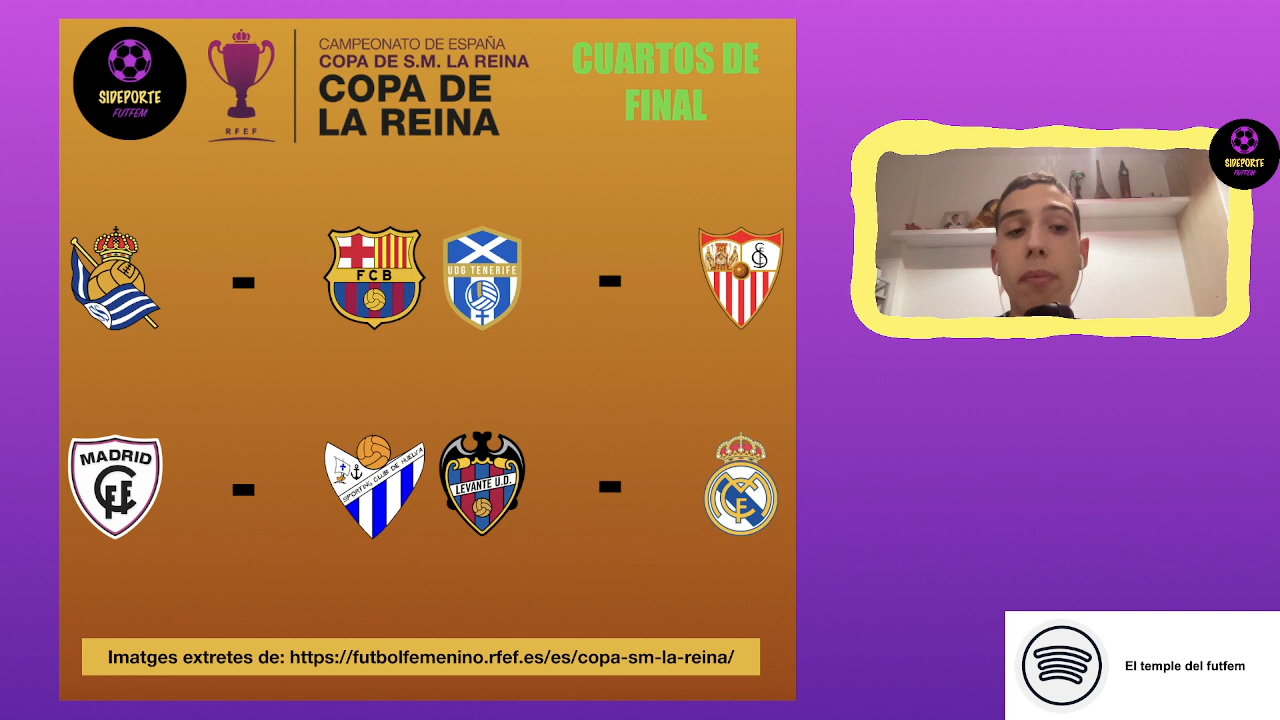 SIDEPORTE
FUTFEM
RFEF
CAMPEONATO DE ESPAÑA
COPA DE S.M. LA REINA
COPA DE
LA REINA
CUARTOS DE
FINAL
SIDEPORTE
FUTFEM
FCB
UDG TENERIFE
MADRID
CFF
SPORTING CLUB DE HUELVA
LEVANTE U.D.
Imatges extretes de: https://futbolfemenino.rfef.es/es/copa-sm-la-reina/
El temple del futfem